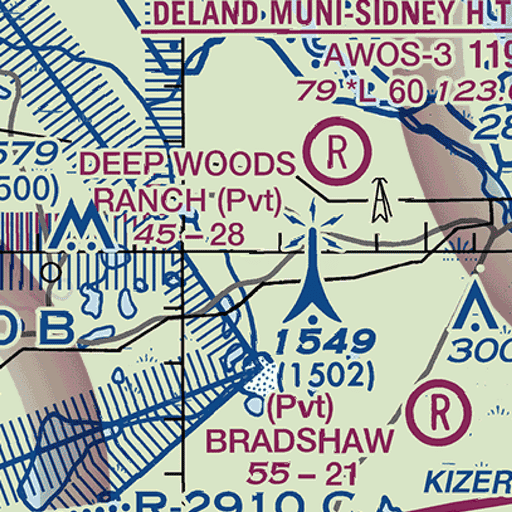 DELAND MUNI-SIDNEY H T
AWOS-3 119
79 *L 60 123.
28
579
(500)
R
DEEP WOODS
RANCH (Pvt)
45 - 28
0 B
1549
(1502)
300
(Pvt)
BRADSHAW
55 - 21
R
KIZER
R-2910 C